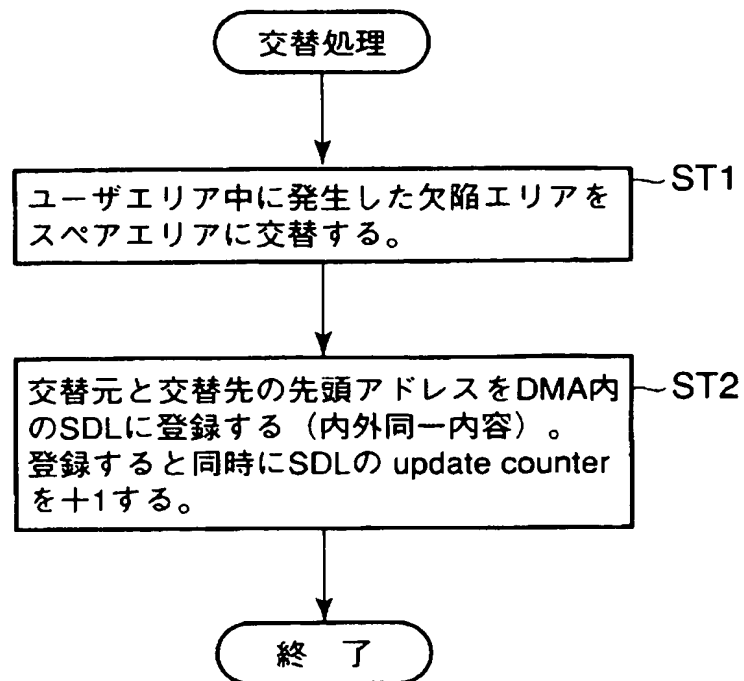 交替処理
ユーザエリア中に発生した欠陥エリアを
スペアエリアに交替する。
ST1
交替元と交替先の先頭アドレスをDMA内
のSDLに登録する（内外同一内容）。
登録すると同時にSDLの update counter
を＋1する。
ST2
終 了